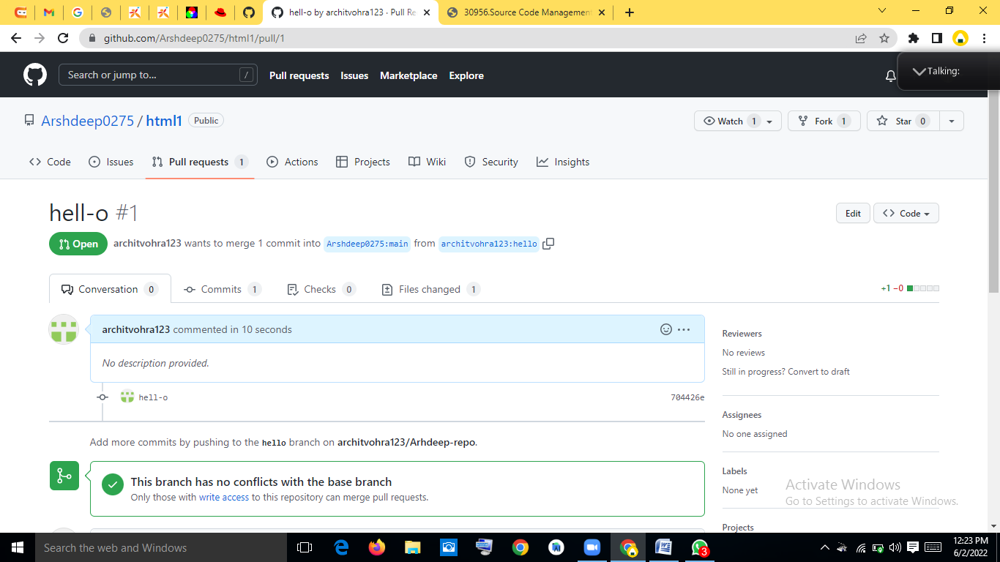 hell-o by architvohra123 · Pull Re
30956.Source Code Management
github.com/Arshdeep0275/html1/pull/1
Search or jump to... /
Pull requests Issues Marketplace Explore
Talking:
Arshdeep0275 / html1 Public
Watch 1 Fork 1 Star 0
Code Issues Pull requests 1 Actions Projects Wiki Security Insights
hell-o #1
Edit Code
Open architvohra123 wants to merge 1 commit into Arshdeep0275:main from architvohra123:hello
Conversation 0 Commits 1 Checks 0 Files changed 1
+1 −0
architvohra123 commented in 10 seconds
No description provided.
hell-o 704426e
Add more commits by pushing to the hello branch on architvohra123/Arhdeep-repo.
This branch has no conflicts with the base branch
Only those with write access to this repository can merge pull requests.
Reviewers
No reviews
Still in progress? Convert to draft
Assignees
No one assigned
Labels
None yet
Projects
Activate Windows
Go to Settings to activate Windows.
Search the web and Windows
3
12:23 PM
6/2/2022